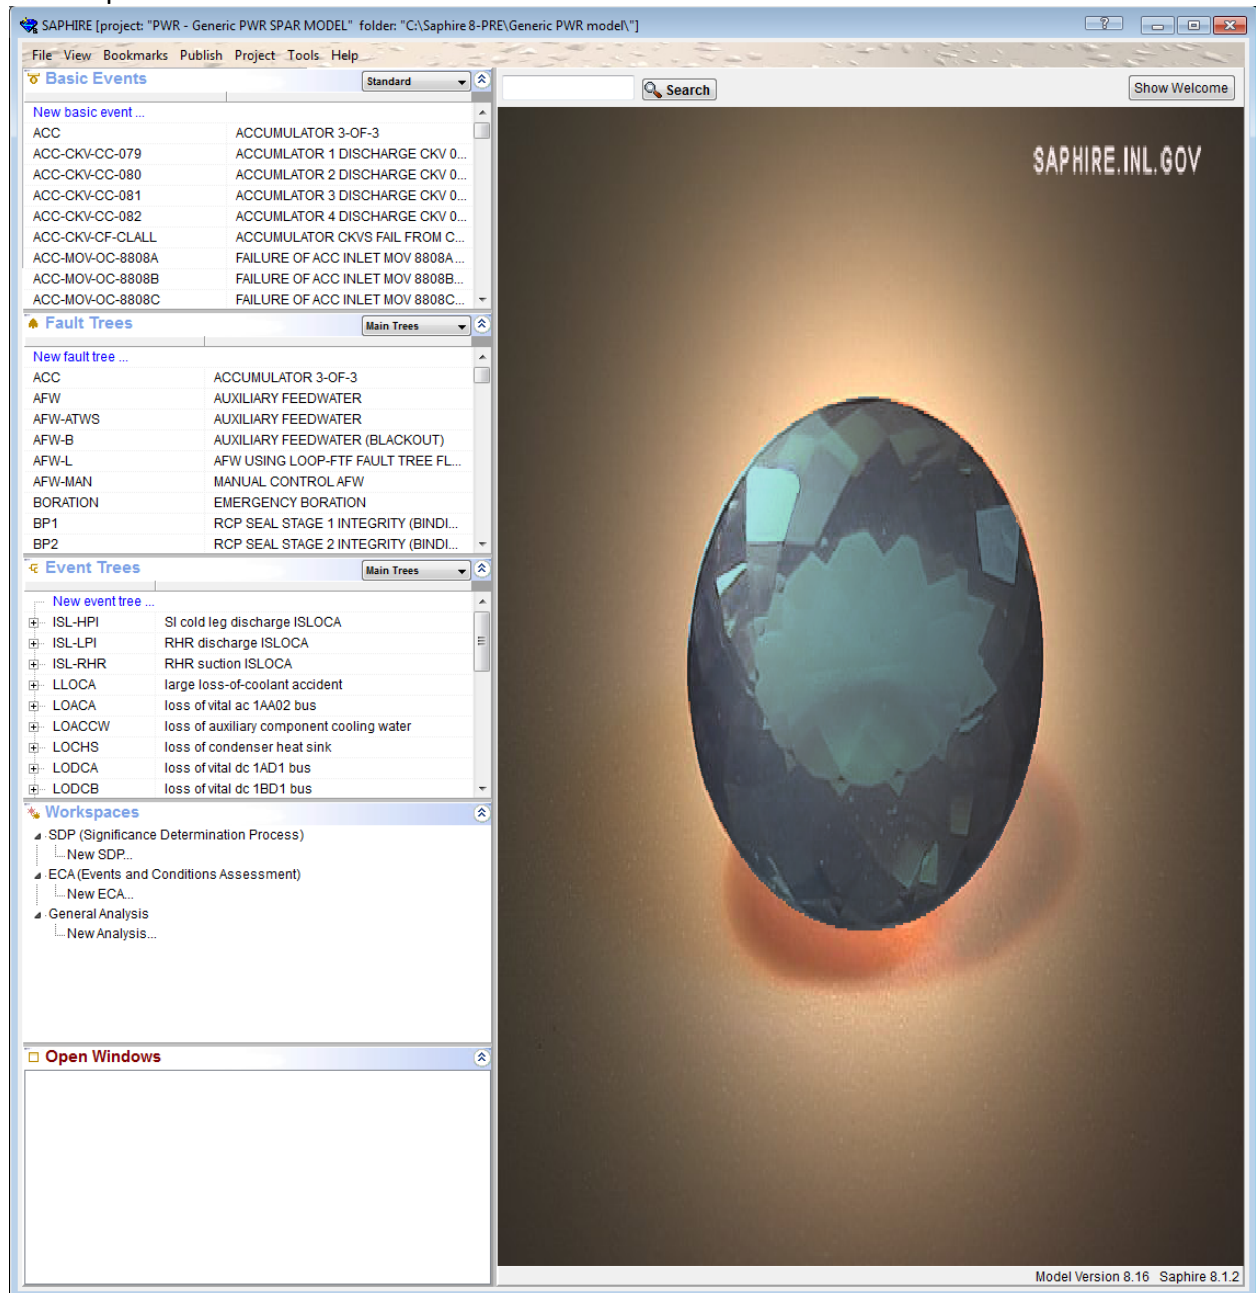 SAPHIRE [project: "PWR - Generic PWR SPAR MODEL" folder: "C:\Saphire 8-PRE\Generic PWR model\"]
File View Bookmarks Publish Project Tools Help
Basic Events Standard
New basic event ...
ACC ACCUMULATOR 3-OF-3
ACC-CKV-CC-079 ACCUMLATOR 1 DISCHARGE CKV 0...
ACC-CKV-CC-080 ACCUMLATOR 2 DISCHARGE CKV 0...
ACC-CKV-CC-081 ACCUMLATOR 3 DISCHARGE CKV 0...
ACC-CKV-CC-082 ACCUMLATOR 4 DISCHARGE CKV 0...
ACC-CKV-CF-CLALL ACCUMULATOR CKVS FAIL FROM C...
ACC-MOV-OC-8808A FAILURE OF ACC INLET MOV 8808A...
ACC-MOV-OC-8808B FAILURE OF ACC INLET MOV 8808B...
ACC-MOV-OC-8808C FAILURE OF ACC INLET MOV 8808C...
Fault Trees Main Trees
New fault tree ...
ACC ACCUMULATOR 3-OF-3
AFW AUXILIARY FEEDWATER
AFW-ATWS AUXILIARY FEEDWATER
AFW-B AUXILIARY FEEDWATER (BLACKOUT)
AFW-L AFW USING LOOP-FTF FAULT TREE FL...
AFW-MAN MANUAL CONTROL AFW
BORATION EMERGENCY BORATION
BP1 RCP SEAL STAGE 1 INTEGRITY (BINDI...
BP2 RCP SEAL STAGE 2 INTEGRITY (BINDI...
Event Trees Main Trees
New event tree ...
ISL-HPI SI cold leg discharge ISLOCA
ISL-LPI RHR discharge ISLOCA
ISL-RHR RHR suction ISLOCA
LLOCA large loss-of-coolant accident
LOACA loss of vital ac 1AA02 bus
LOACCW loss of auxiliary component cooling water
LOCHS loss of condenser heat sink
LODCA loss of vital dc 1AD1 bus
LODCB loss of vital dc 1BD1 bus
Workspaces
SDP (Significance Determination Process)
New SDP...
ECA (Events and Conditions Assessment)
New ECA...
General Analysis
New Analysis...
Open Windows
Search Show Welcome
SAPHIRE.INL.GOV
Model Version 8.16 Saphire 8.1.2